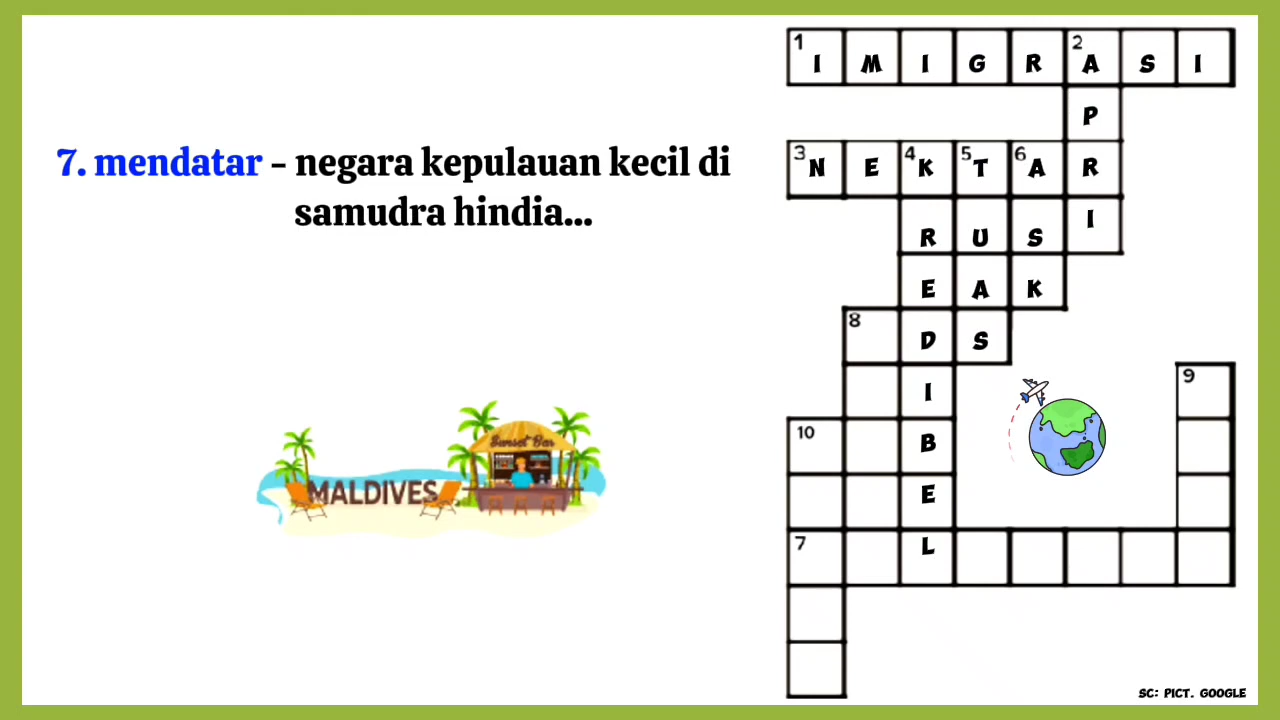 7. mendatar - negara kepulauan kecil di
samudra hindia...
Sunset Bar
MALDIVES
1 2
I M I G R A S I
P
3 4 5 6
N E K T A R
R U S I
E A K
8
D S
9
I
10
B
E
7
L
SC: PICT. GOOGLE